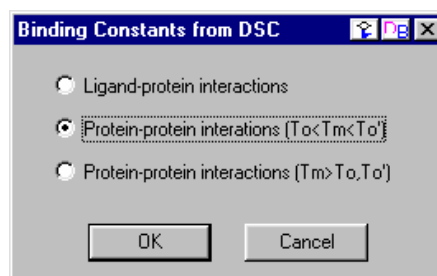 Binding Constants from DSC
Ligand-protein interactions
Protein-protein interations (To<Tm<To')
Protein-protein interactions (Tm>To,To')
OK Cancel